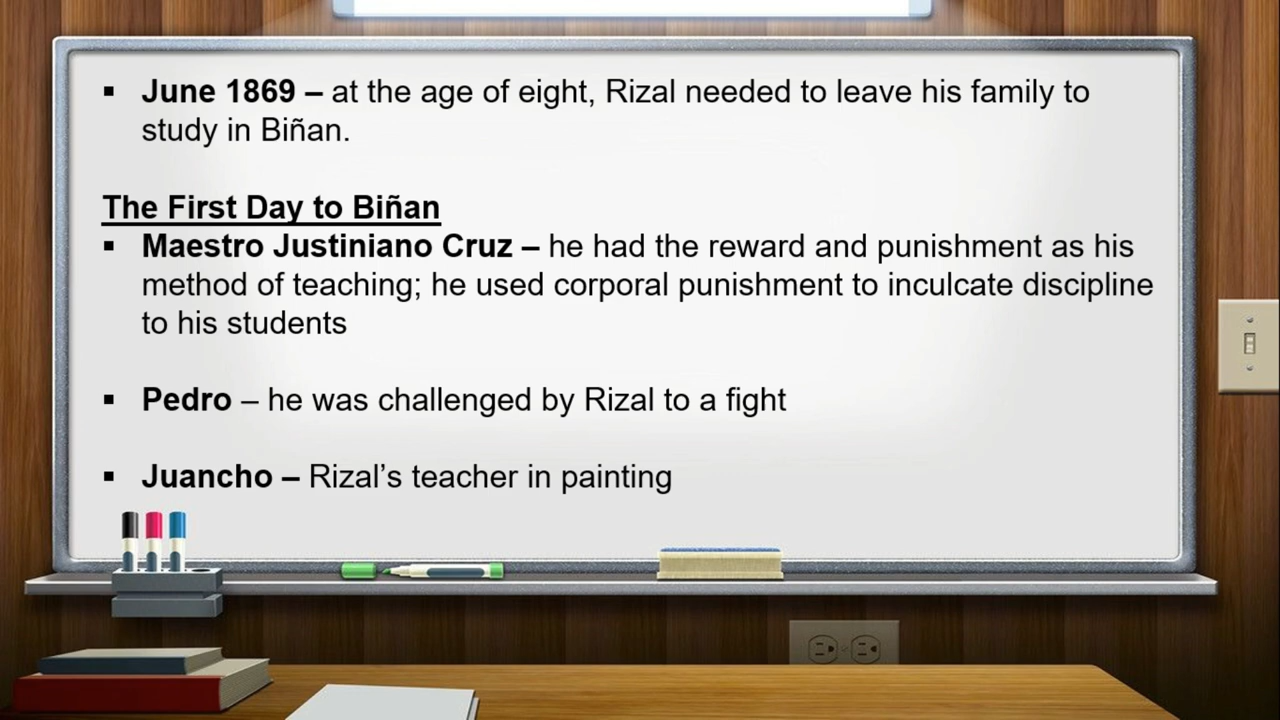 ▪ June 1869 – at the age of eight, Rizal needed to leave his family to
study in Biñan.
The First Day to Biñan
▪ Maestro Justiniano Cruz – he had the reward and punishment as his
method of teaching; he used corporal punishment to inculcate discipline
to his students
▪ Pedro – he was challenged by Rizal to a fight
▪ Juancho – Rizal’s teacher in painting